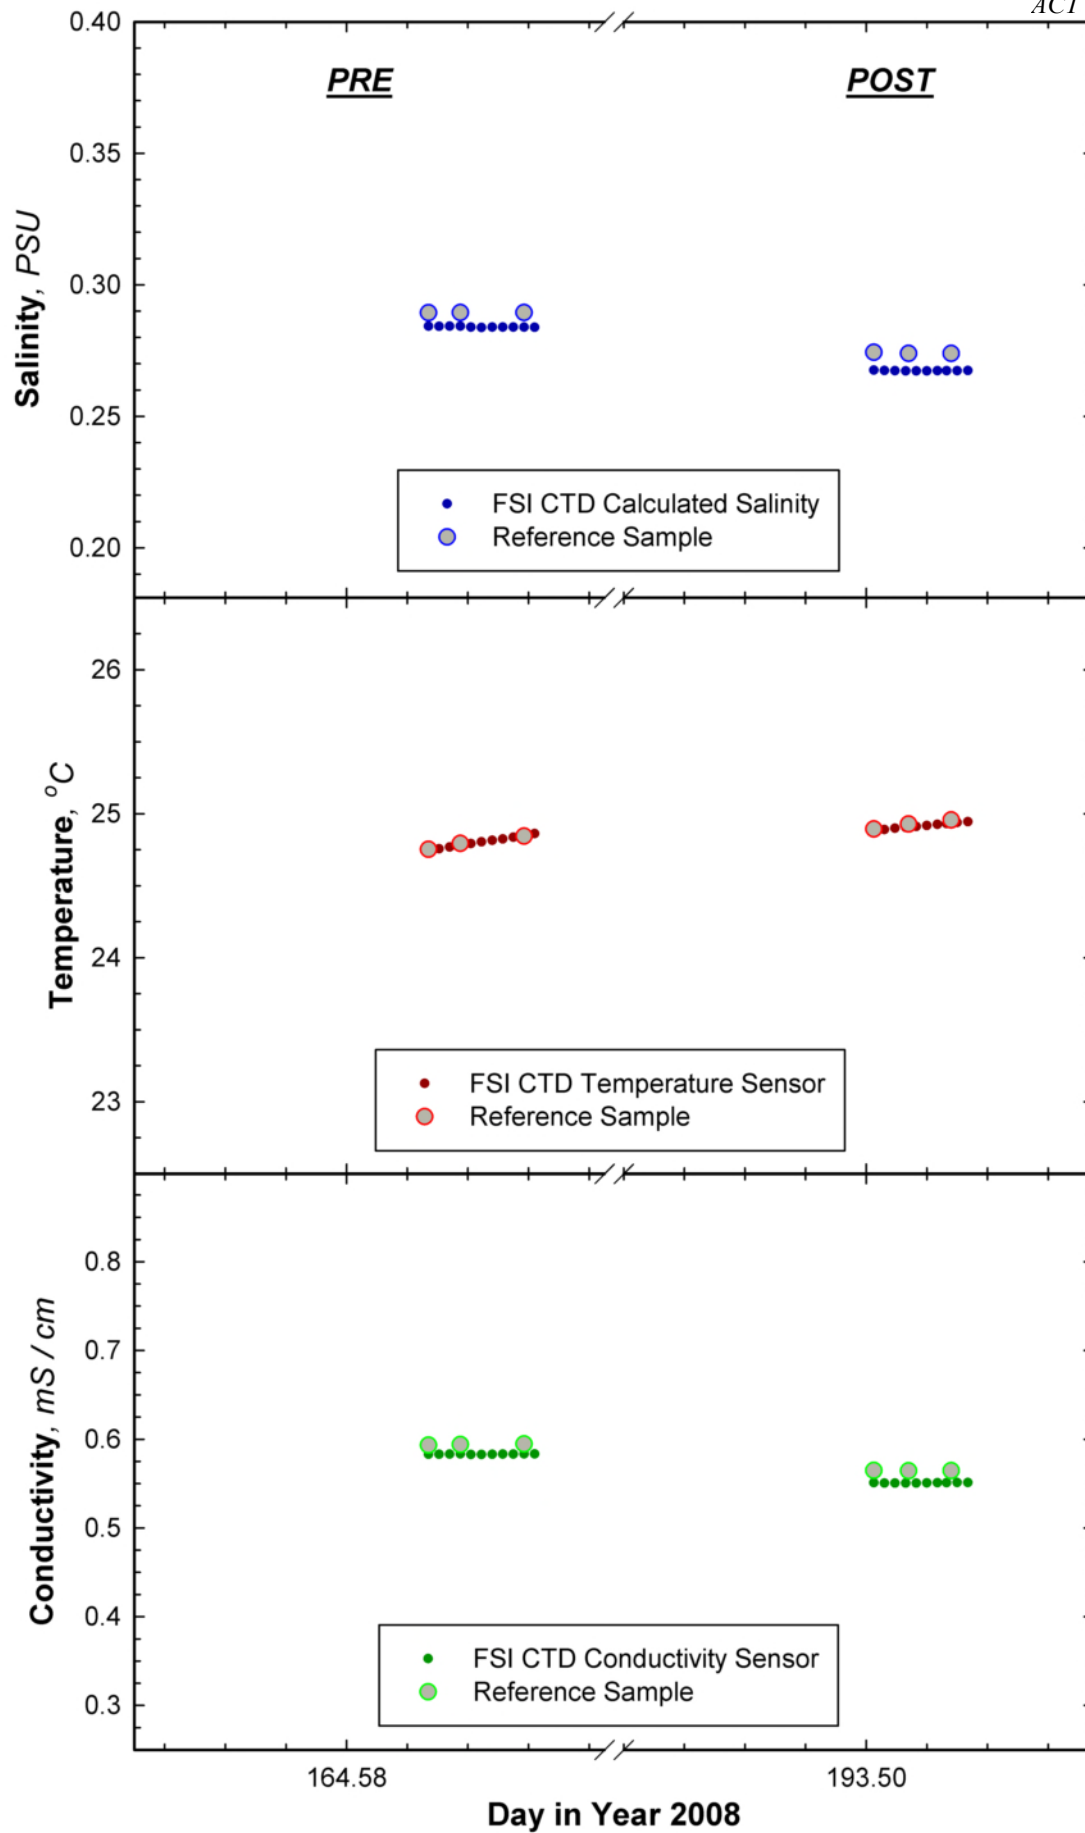 ACT
0.40
PRE
POST
0.35
0.30
0.25
0.20
Salinity, PSU
FSI CTD Calculated Salinity
Reference Sample
26
25
24
23
Temperature, °C
FSI CTD Temperature Sensor
Reference Sample
0.8
0.7
0.6
0.5
0.4
0.3
Conductivity, mS / cm
FSI CTD Conductivity Sensor
Reference Sample
164.58
193.50
Day in Year 2008